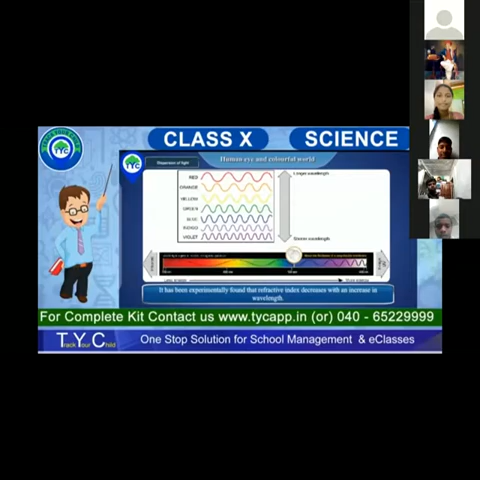 CLASS X
SCIENCE
TYC
Dispersion of light
Human eye and colourful world
RED
ORANGE
YELLOW
GREEN
BLUE
INDIGO
VIOLET
Longer wavelength
Shorter wavelength
It has been experimentally found that refractive index decreases with an increase in
wavelength.
For Complete Kit Contact us www.tycapp.in (or) 040 - 65229999
TYC
Track Your Child
One Stop Solution for School Management & eClasses